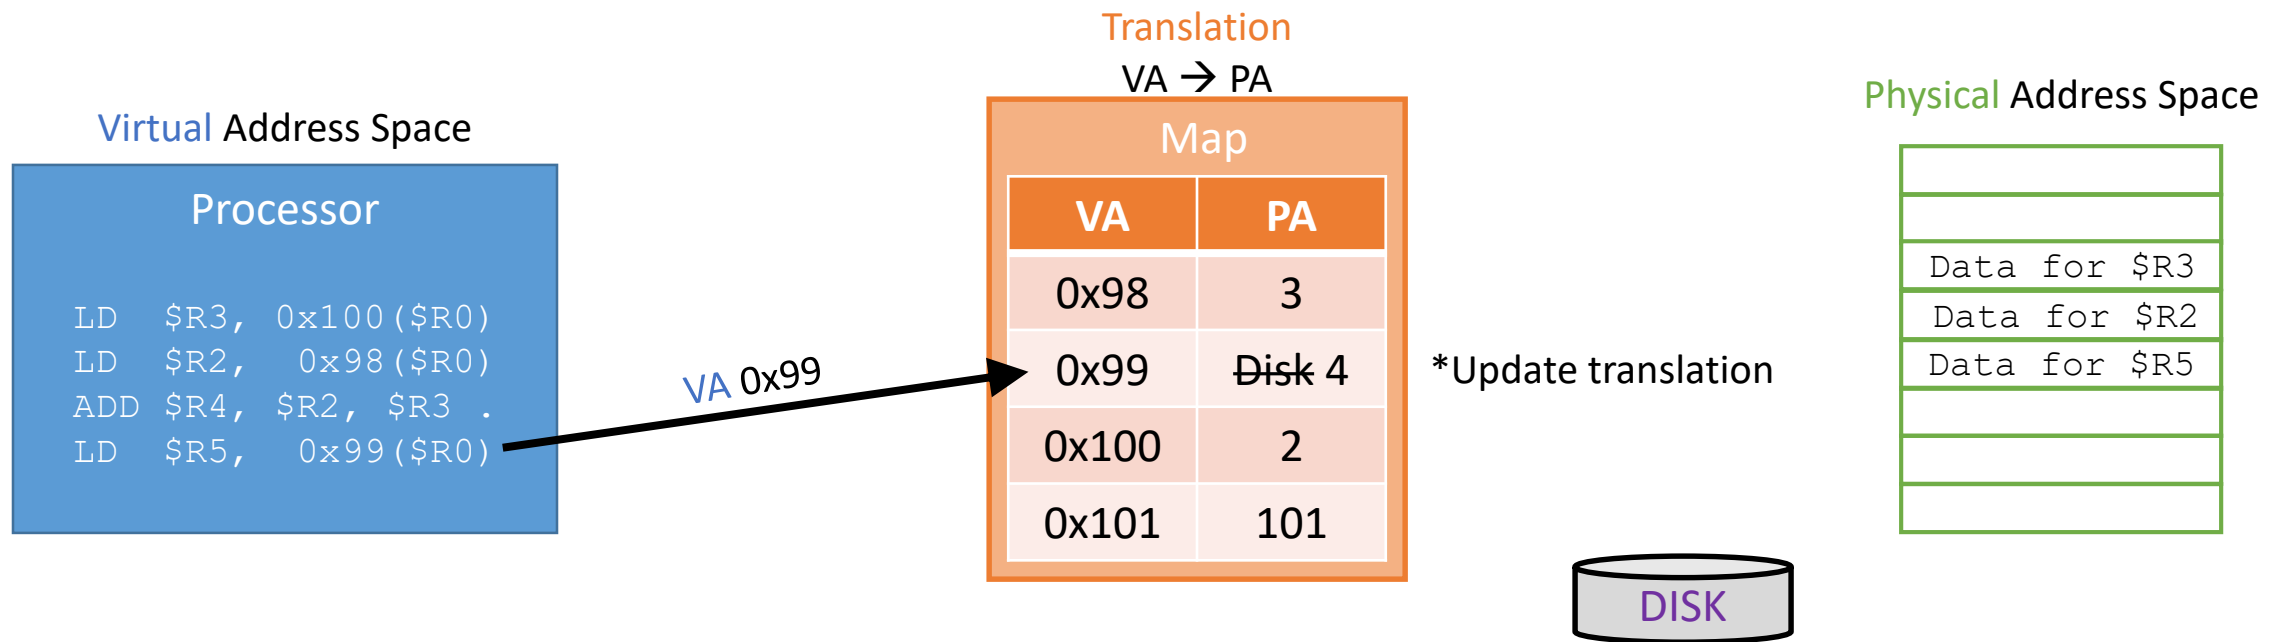 Translation
VA → PA
Virtual Address Space
Processor
LD $R3, 0x100($R0)
LD $R2, 0x98($R0)
ADD $R4, $R2, $R3 .
LD $R5, 0x99($R0)
VA 0x99
Map
VA PA
0x98 3
0x99 Disk 4
0x100 2
0x101 101
*Update translation
Physical Address Space
Data for $R3
Data for $R2
Data for $R5
DISK